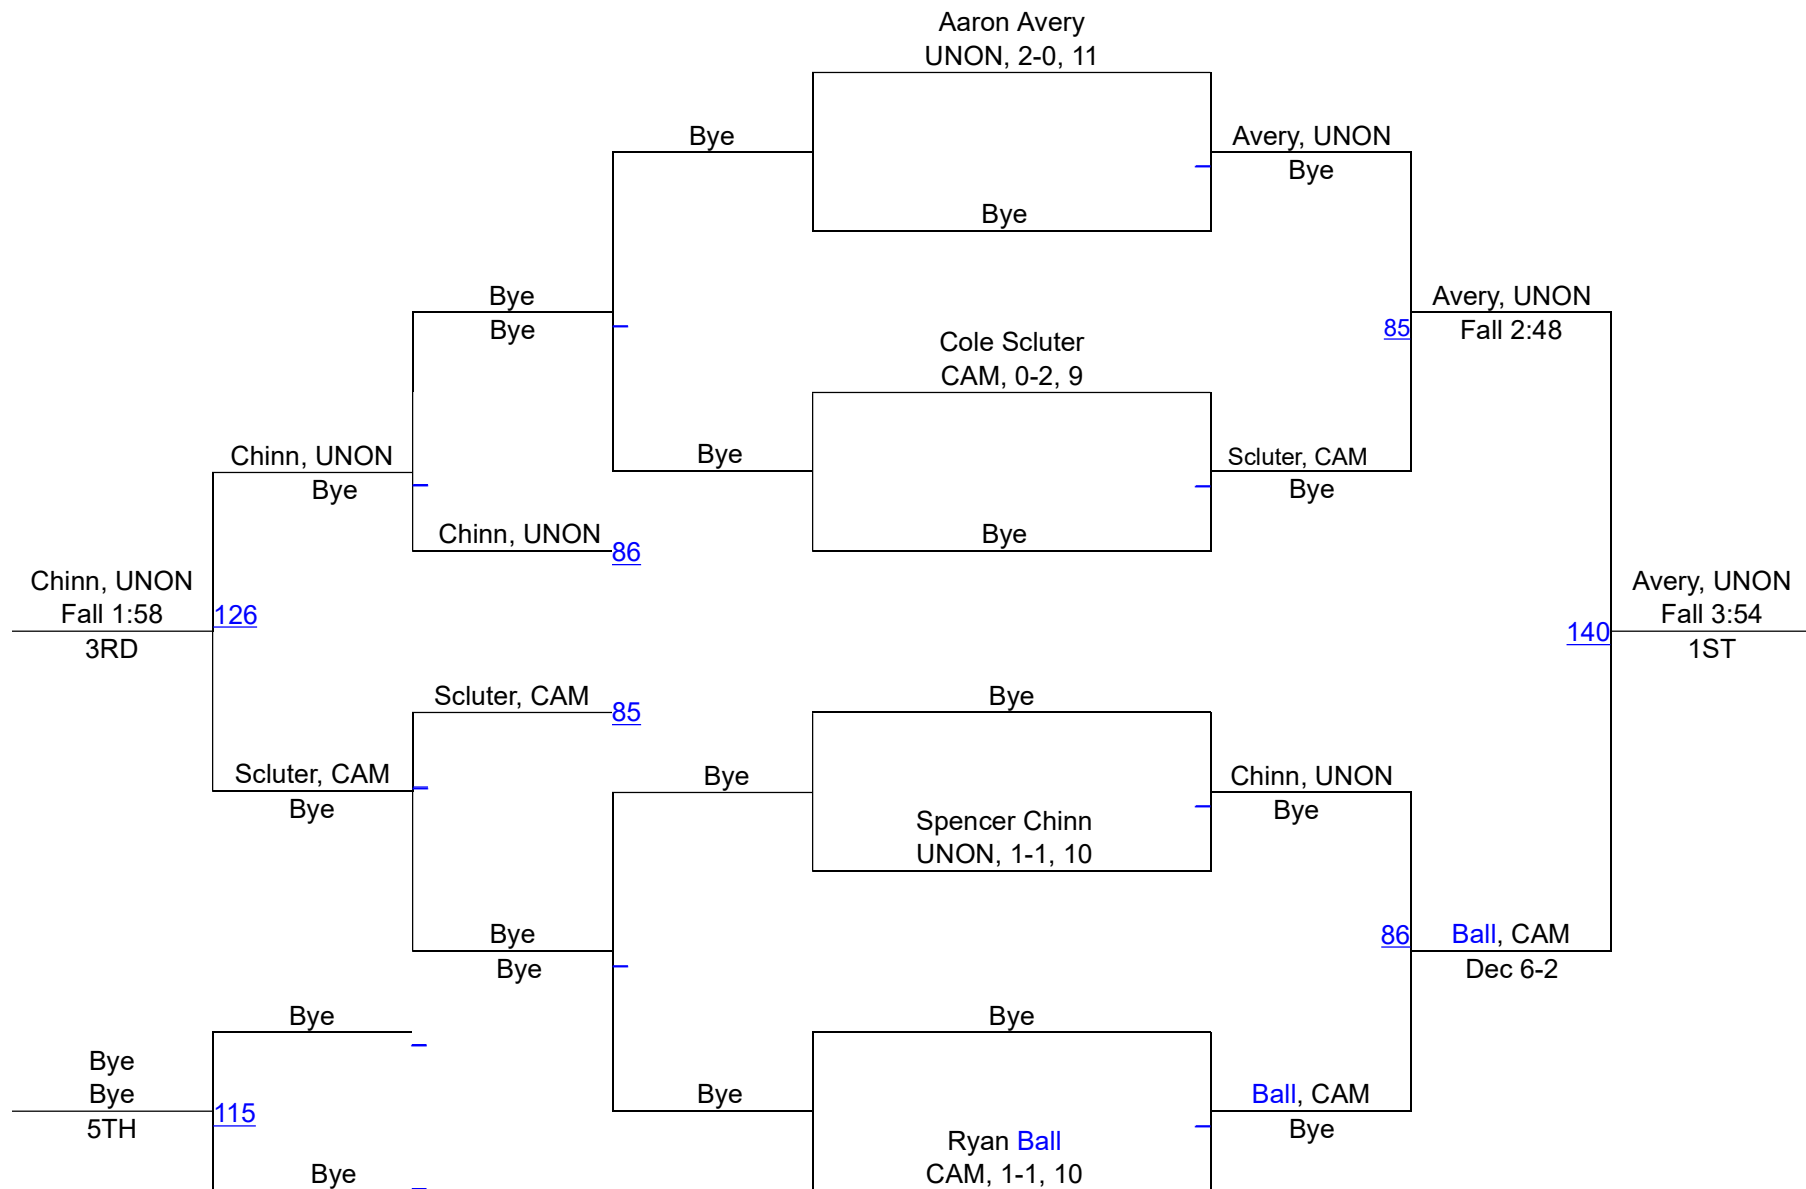 Aaron Avery
UNON, 2-0, 11
Bye
Avery, UNON
Bye
Bye
Bye
Bye
Avery, UNON
85
Fall 2:48
Cole Scluter
CAM, 0-2, 9
Chinn, UNON
Bye
Bye
Scluter, CAM
Bye
Chinn, UNON
86
Bye
Chinn, UNON
Fall 1:58
126
3RD
Avery, UNON
Fall 3:54
140
1ST
Scluter, CAM
85
Bye
Scluter, CAM
Bye
Bye
Chinn, UNON
Bye
Spencer Chinn
UNON, 1-1, 10
Bye
Bye
86
Ball, CAM
Dec 6-2
Bye
Bye
Bye
Bye
115
5TH
Bye
Ball, CAM
Bye
Ryan Ball
CAM, 1-1, 10
Bye